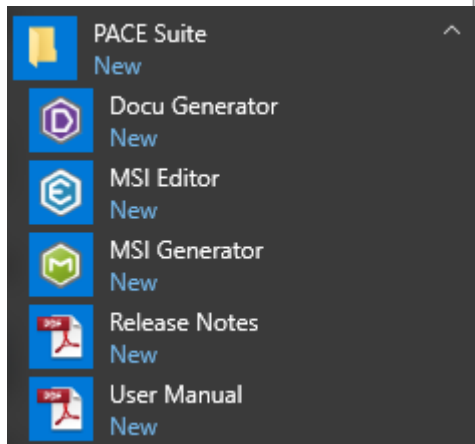 PACE Suite
New
Docu Generator
New
MSI Editor
New
MSI Generator
New
Release Notes
New
User Manual
New